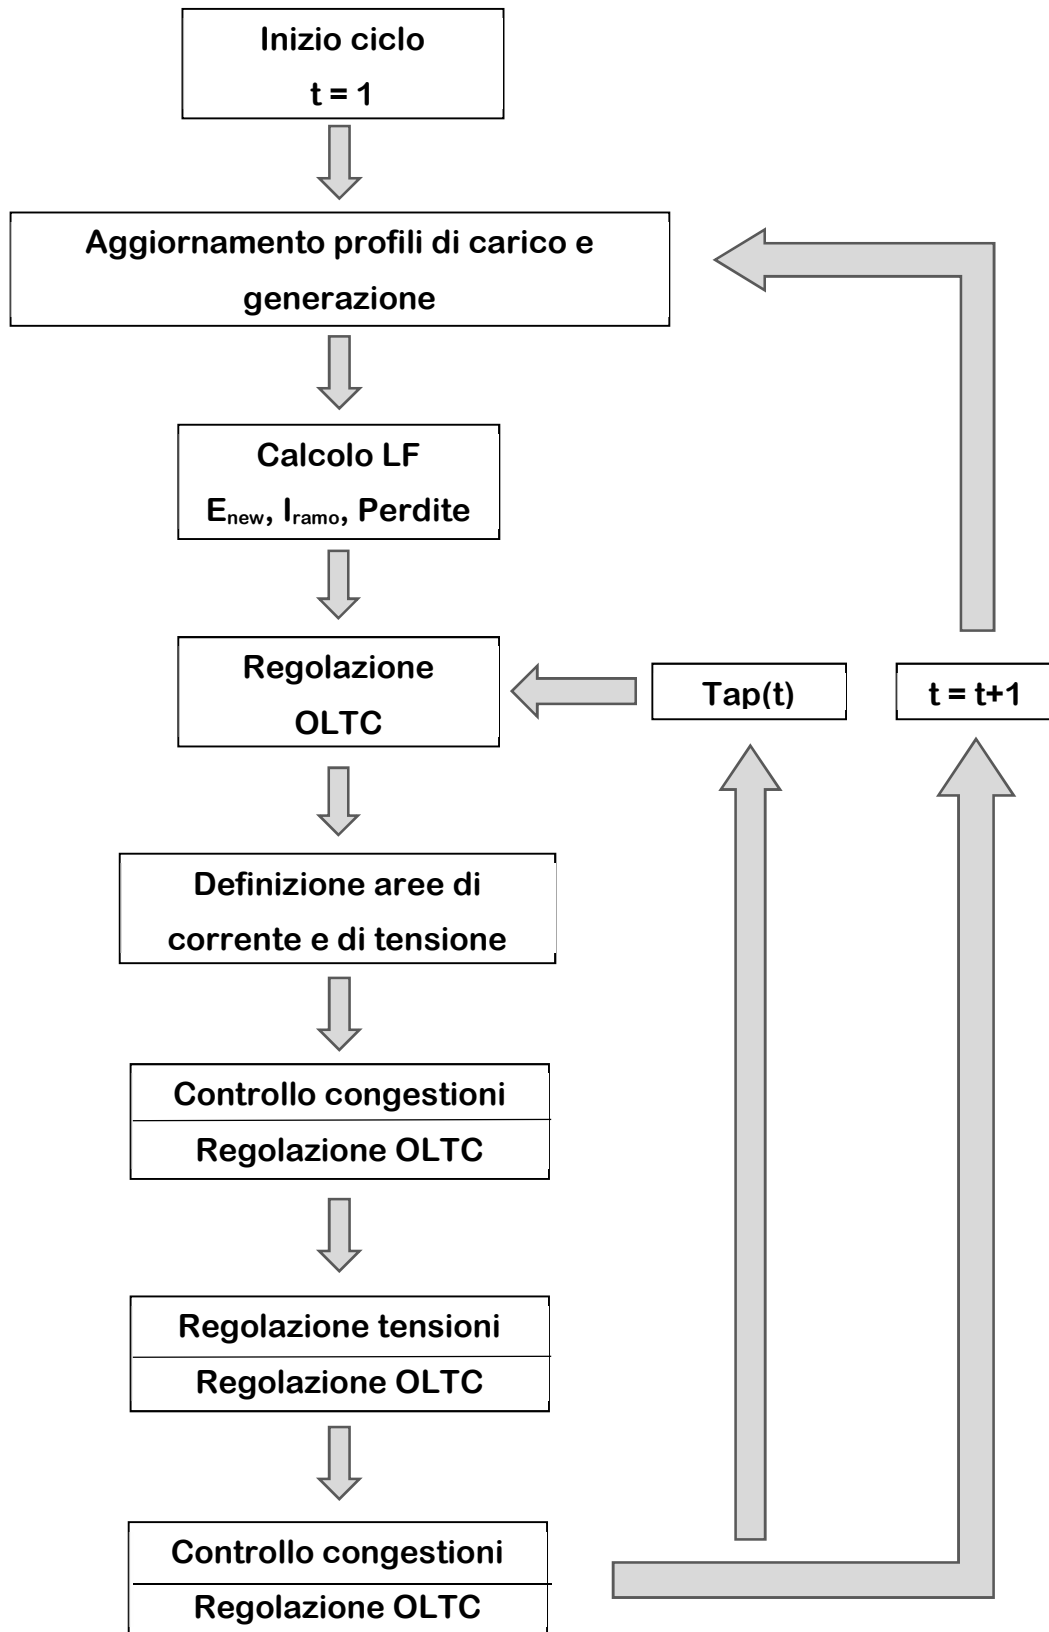 Inizio ciclo
t = 1
Aggiornamento profili di carico e
generazione
Calcolo LF
Enew, Iramo, Perdite
Regolazione
OLTC
Tap(t)
t = t+1
Definizione aree di
corrente e di tensione
Controllo congestioni
Regolazione OLTC
Regolazione tensioni
Regolazione OLTC
Controllo congestioni
Regolazione OLTC